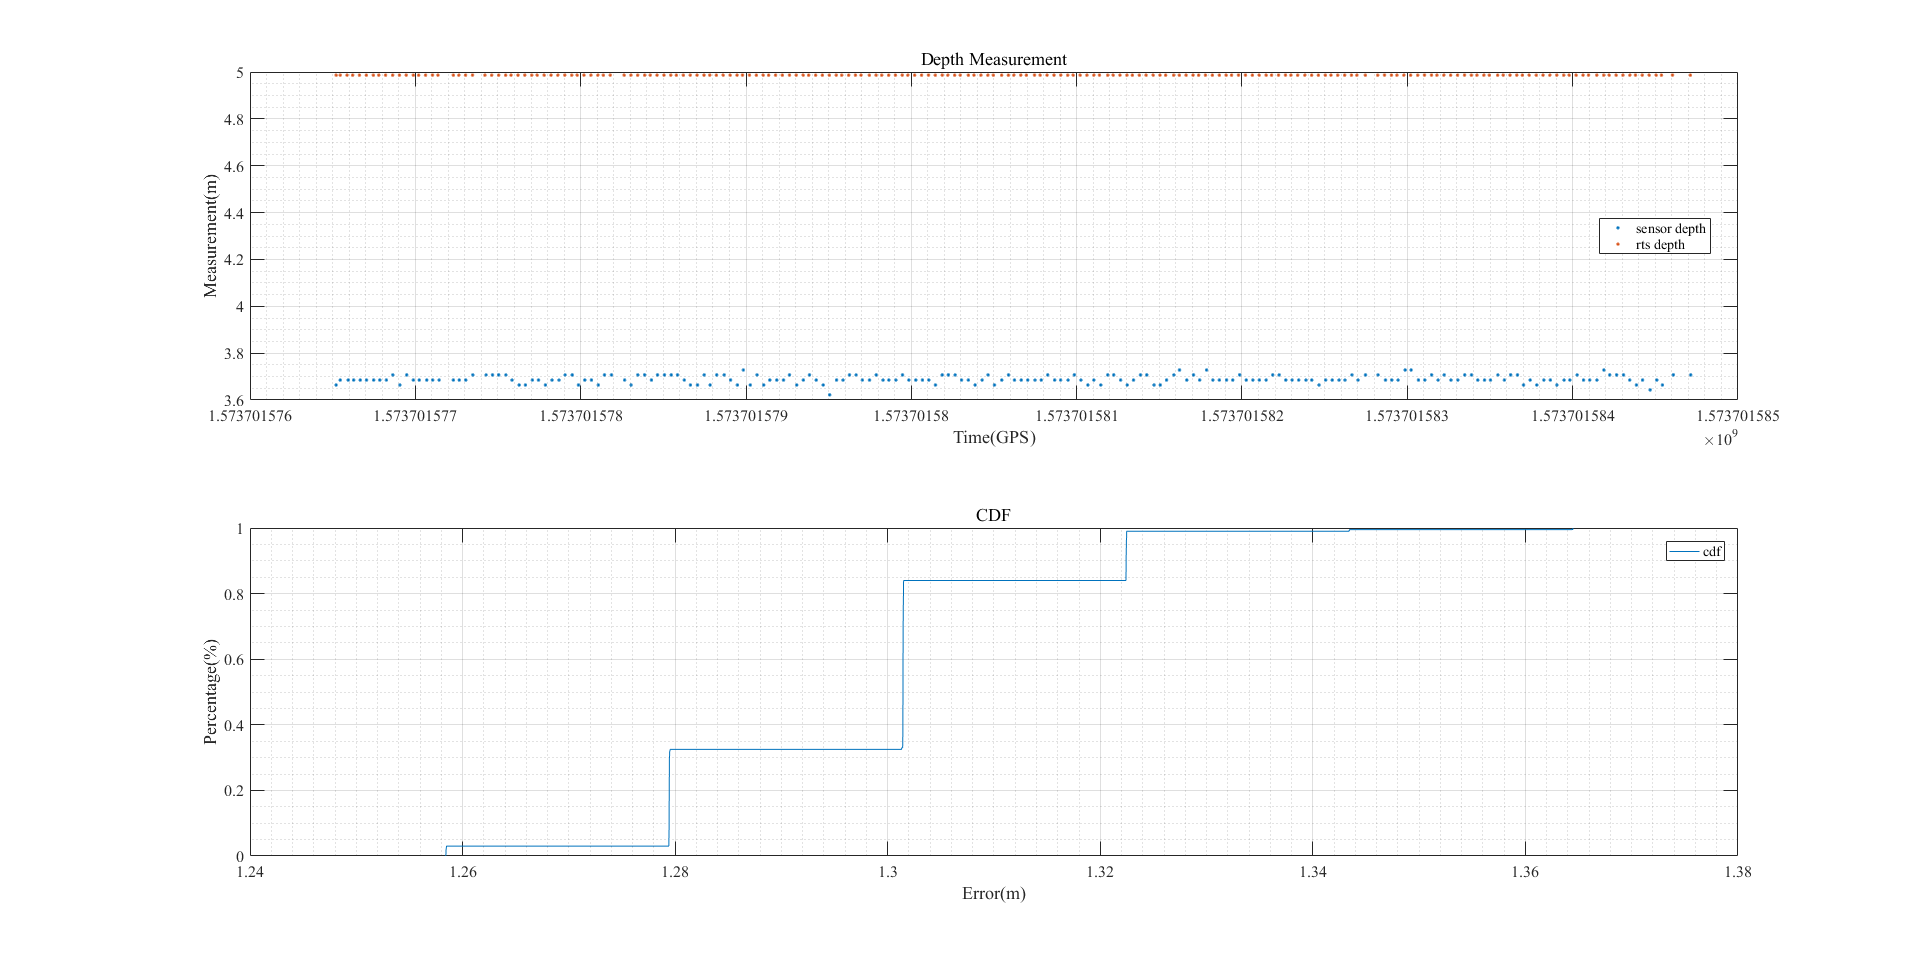 Depth Measurement
5
4.8
4.6
4.4
4.2
4
3.8
3.6
Measurement(m)
sensor depth
rts depth
1.573701576 1.573701577 1.573701578 1.573701579 1.57370158 1.573701581 1.573701582 1.573701583 1.573701584 1.573701585
Time(GPS)
×10⁹
CDF
1
0.8
0.6
0.4
0.2
0
Percentage(%)
cdf
1.24 1.26 1.28 1.3 1.32 1.34 1.36 1.38
Error(m)